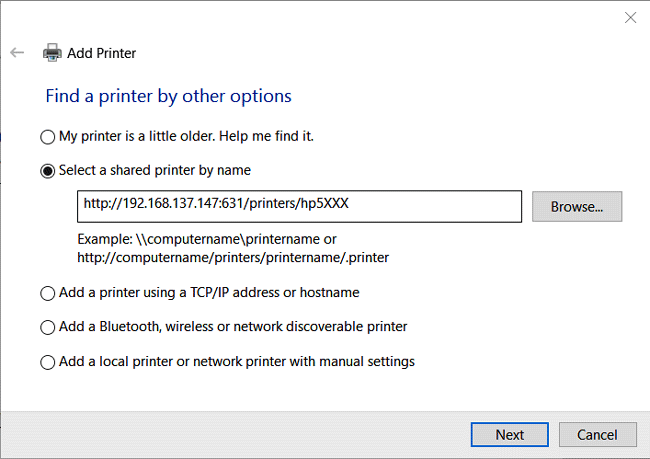 Add Printer
Find a printer by other options
My printer is a little older. Help me find it.
Select a shared printer by name
http://192.168.137.147:631/printers/hp5XXX
Browse...
Example: \\computername\printername or
http://computername/printers/printername/.printer
Add a printer using a TCP/IP address or hostname
Add a Bluetooth, wireless or network discoverable printer
Add a local printer or network printer with manual settings
Next
Cancel